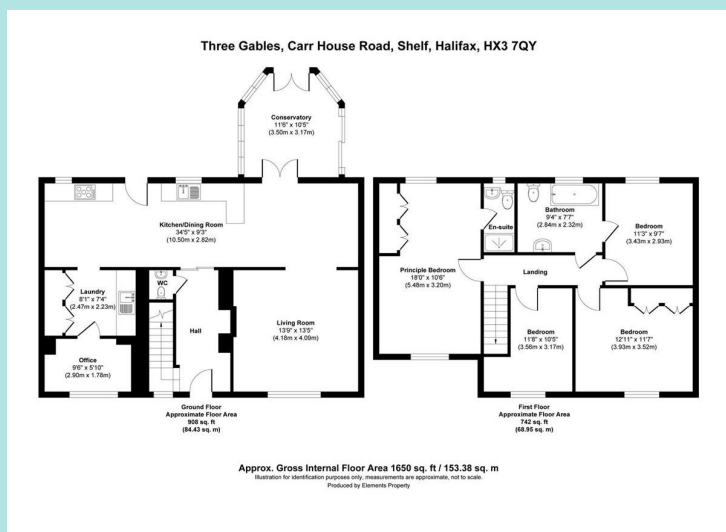 Three Gables, Carr House Road, Shelf, Halifax, HX3 7QY
Conservatory
11'6" x 10'5"
(3.50m x 3.17m)
Kitchen/Dining Room
34'5" x 9'3"
(10.50m x 2.82m)
Laundry
8'1" x 7'4"
(2.47m x 2.23m)
WC
Hall
Living Room
13'9" x 13'5"
(4.18m x 4.09m)
Office
9'6" x 5'10"
(2.90m x 1.78m)
Ground Floor
Approximate Floor Area
908 sq. ft
(84.43 sq. m)
En-suite
Bathroom
9'4" x 7'7"
(2.84m x 2.32m)
Bedroom
11'3" x 9'7"
(3.43m x 2.93m)
Principle Bedroom
18'0" x 10'6"
(5.48m x 3.20m)
Landing
Bedroom
11'8" x 10'5"
(3.56m x 3.17m)
Bedroom
12'11" x 11'7"
(3.93m x 3.52m)
First Floor
Approximate Floor Area
742 sq. ft
(68.95 sq. m)
Approx. Gross Internal Floor Area 1650 sq. ft / 153.38 sq. m
Illustration for identification purposes only, measurements are approximate, not to scale.
Produced by Elements Property